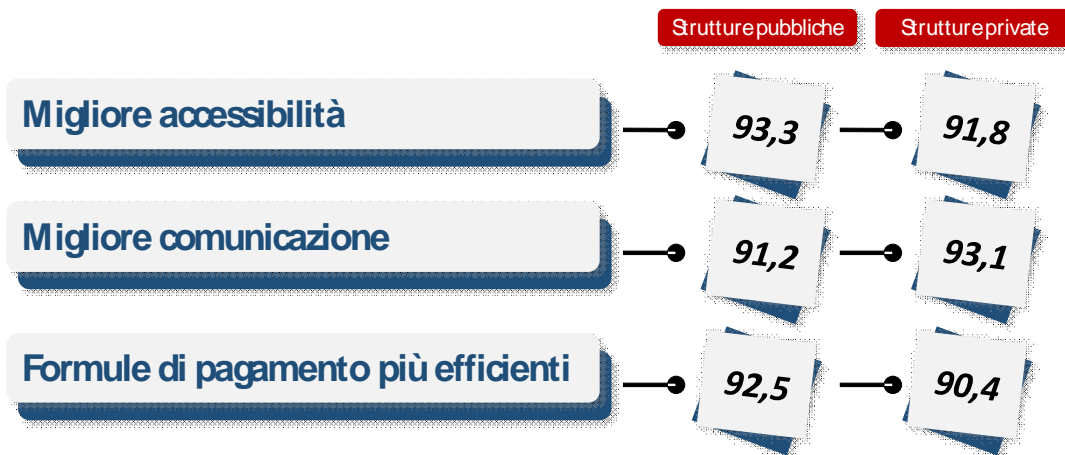 Strutture pubbliche Strutture private
Migliore accessibilità 93,3 91,8
Migliore comunicazione 91,2 93,1
Formule di pagamento più efficienti 92,5 90,4